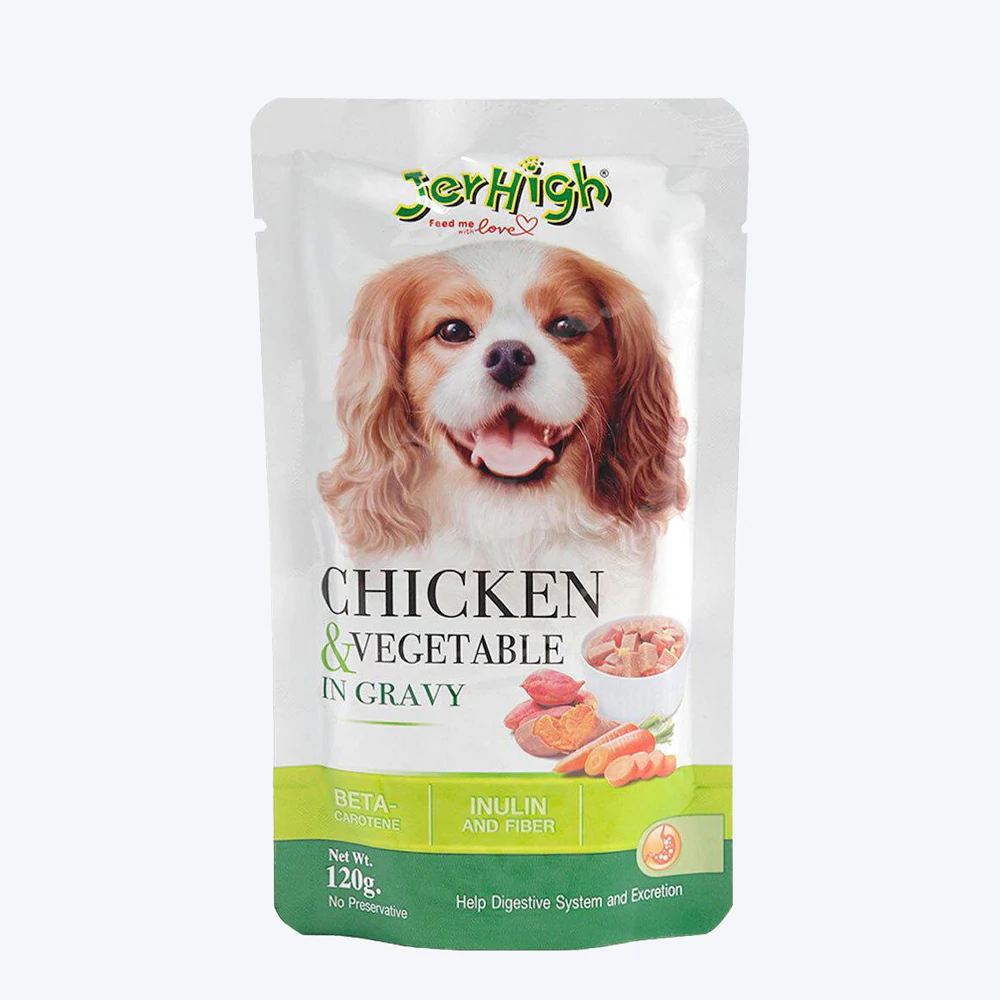 JerHigh®
Feed me
with love
CHICKEN
& VEGETABLE
IN GRAVY
BETA-
CAROTENE
INULIN
AND FIBER
Net Wt.
120g.
No Preservative
Help Digestive System and Excretion